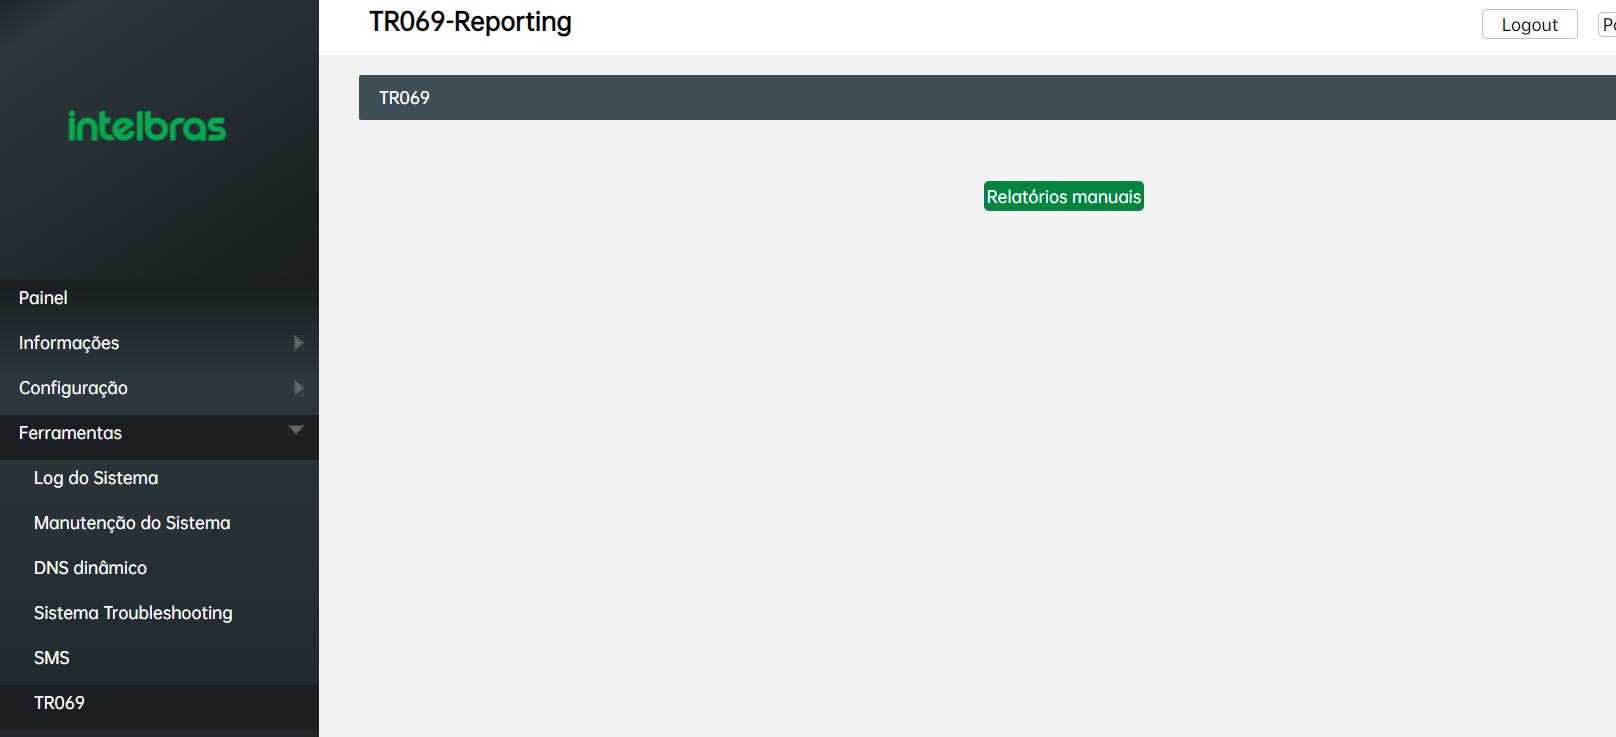 TR069-Reporting
Logout
TR069
intelbras
Relatórios manuais
Painel
Informações
Configuração
Ferramentas
Log do Sistema
Manutenção do Sistema
DNS dinâmico
Sistema Troubleshooting
SMS
TR069